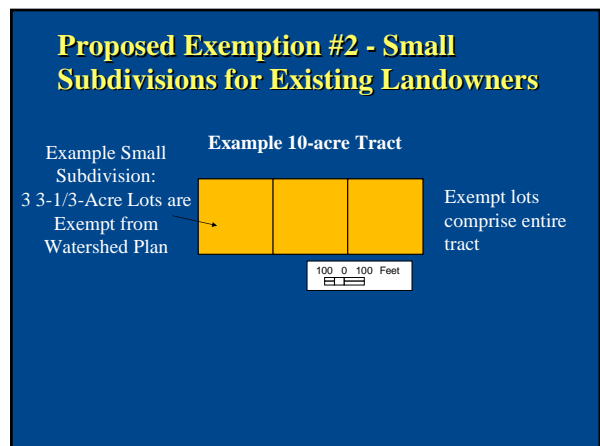 Proposed Exemption #2 - Small
Subdivisions for Existing Landowners
Example 10-acre Tract
Example Small
Subdivision:
3 3-1/3-Acre Lots are
Exempt from
Watershed Plan
Exempt lots
comprise entire
tract
100 0 100 Feet